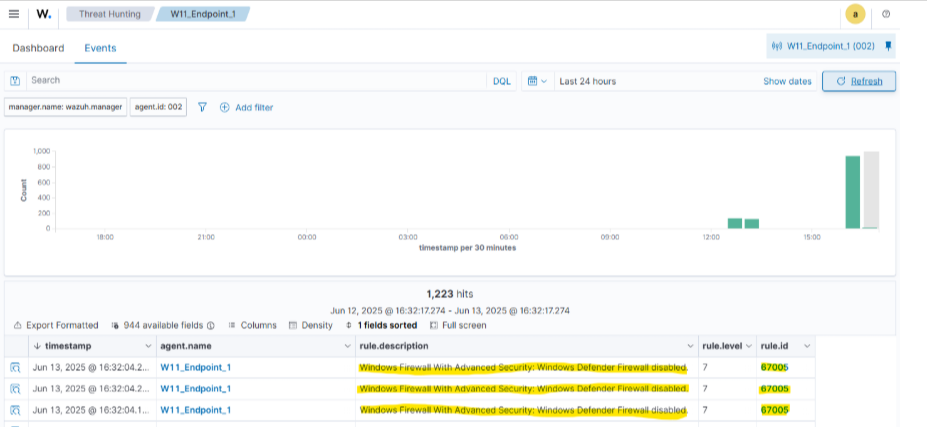 W. Threat Hunting W11_Endpoint_1 a
Dashboard Events W11_Endpoint_1 (002)
Search DQL Last 24 hours Show dates Refresh
manager.name: wazuh.manager agent.id: 002 Add filter
1,000
800
600
400
200
0
Count
18:00 21:00 00:00 03:00 06:00 09:00 12:00 15:00
timestamp per 30 minutes
1,223 hits
Jun 12, 2025 @ 16:32:17.274 - Jun 13, 2025 @ 16:32:17.274
Export Formatted 944 available fields Columns Density 1 fields sorted Full screen
timestamp agent.name rule.description rule.level rule.id
Jun 13, 2025 @ 16:32:04.2... W11_Endpoint_1 Windows Firewall With Advanced Security: Windows Defender Firewall disabled. 7 67005
Jun 13, 2025 @ 16:32:04.2... W11_Endpoint_1 Windows Firewall With Advanced Security: Windows Defender Firewall disabled. 7 67005
Jun 13, 2025 @ 16:32:04.1... W11_Endpoint_1 Windows Firewall With Advanced Security: Windows Defender Firewall disabled. 7 67005